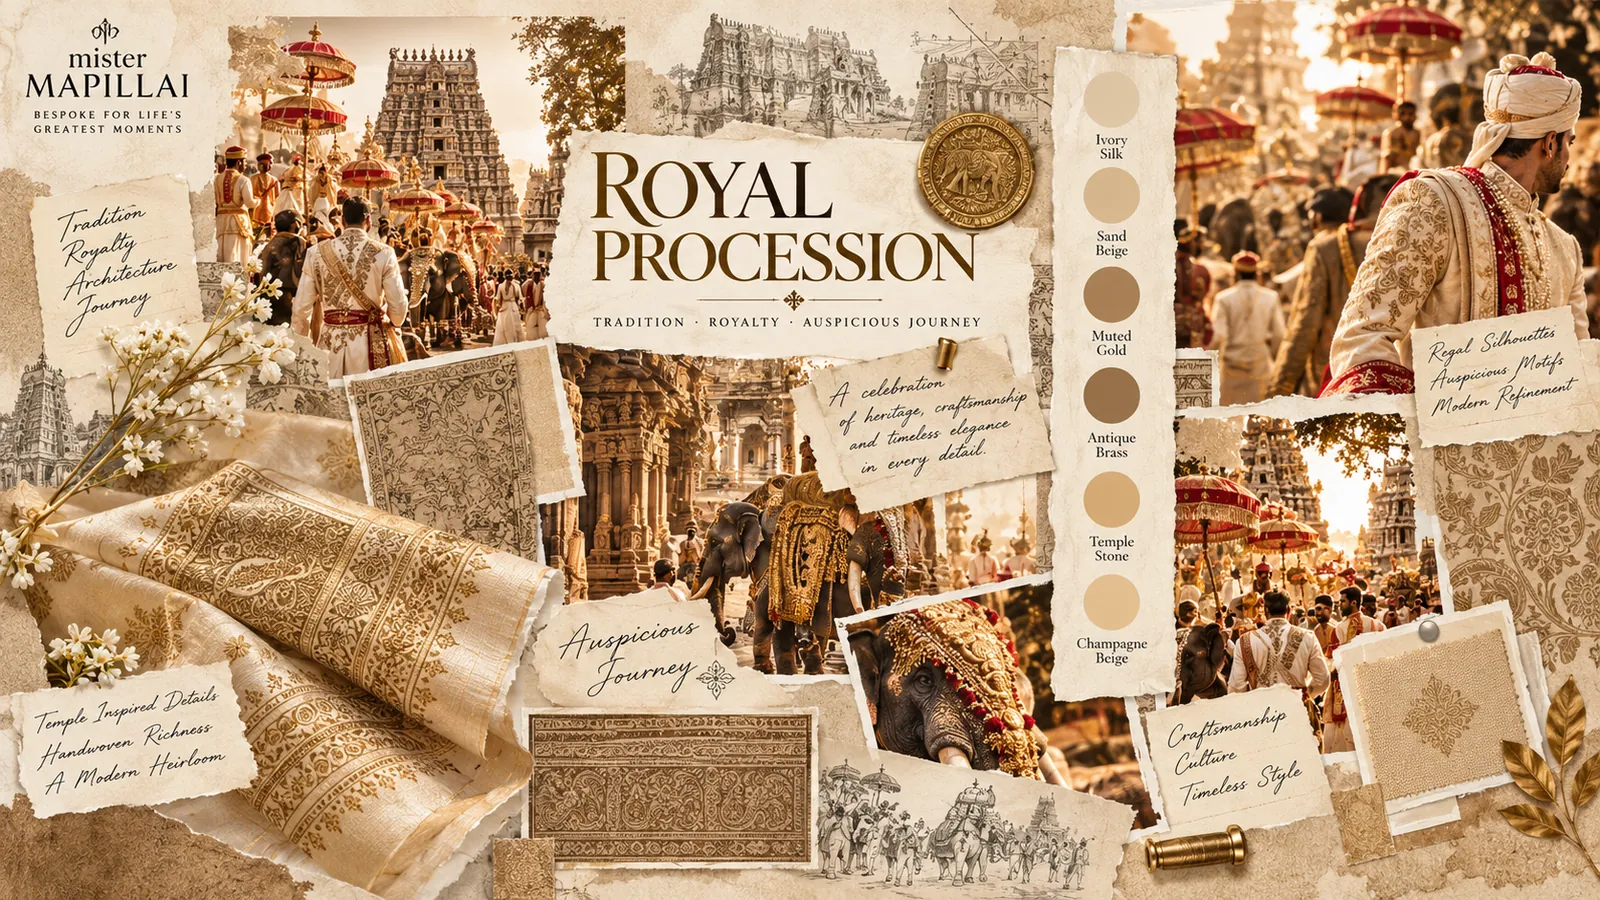 mister
MAPILLAI
BESPOKE FOR LIFE'S
GREATEST MOMENTS
Tradition
Royalty
Architecture
Journey
ROYAL
PROCESSION
TRADITION · ROYALTY · AUSPICIOUS JOURNEY
A celebration
of heritage, craftsmanship
and timeless elegance
in every detail.
Ivory
Silk
Sand
Beige
Muted
Gold
Antique
Brass
Temple
Stone
Champagne
Beige
Regal Silhouettes
Auspicious Motifs
Modern Refinement
Auspicious
Journey
Temple Inspired Details
Handwoven Richness
A Modern Heirloom
Craftsmanship
Culture
Timeless Style